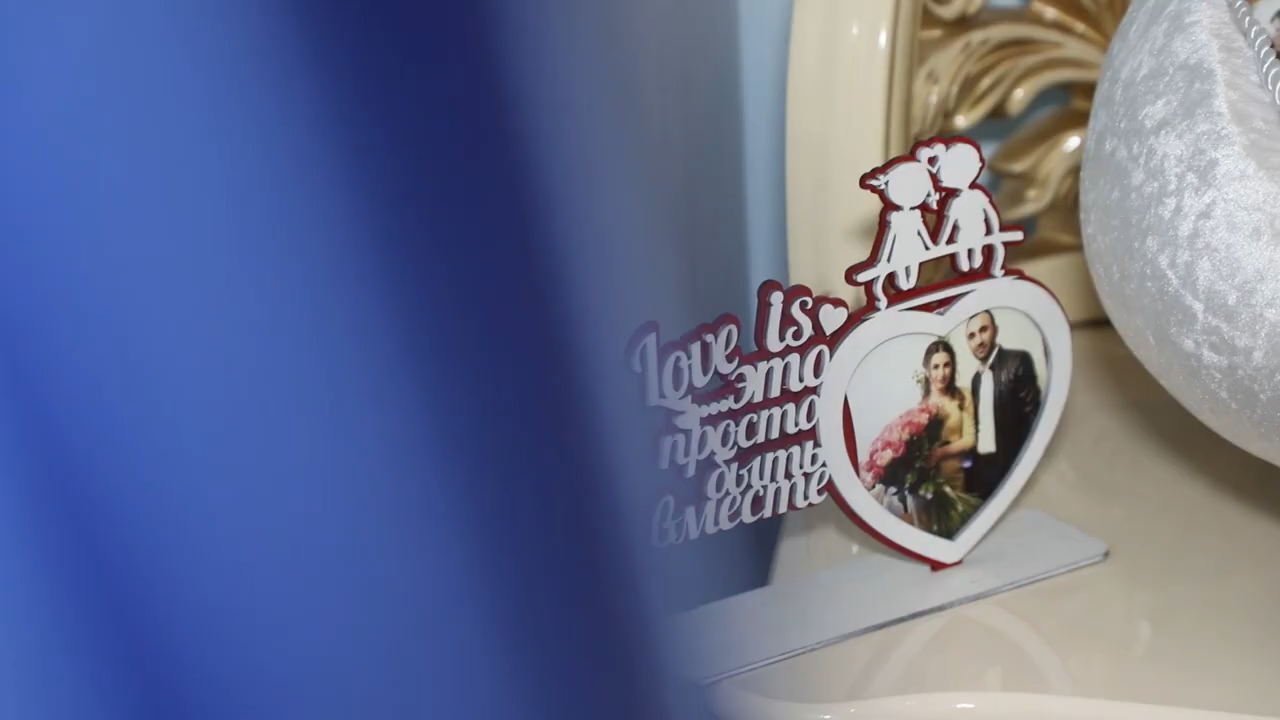 Love is
...это
просто
быть
вместе